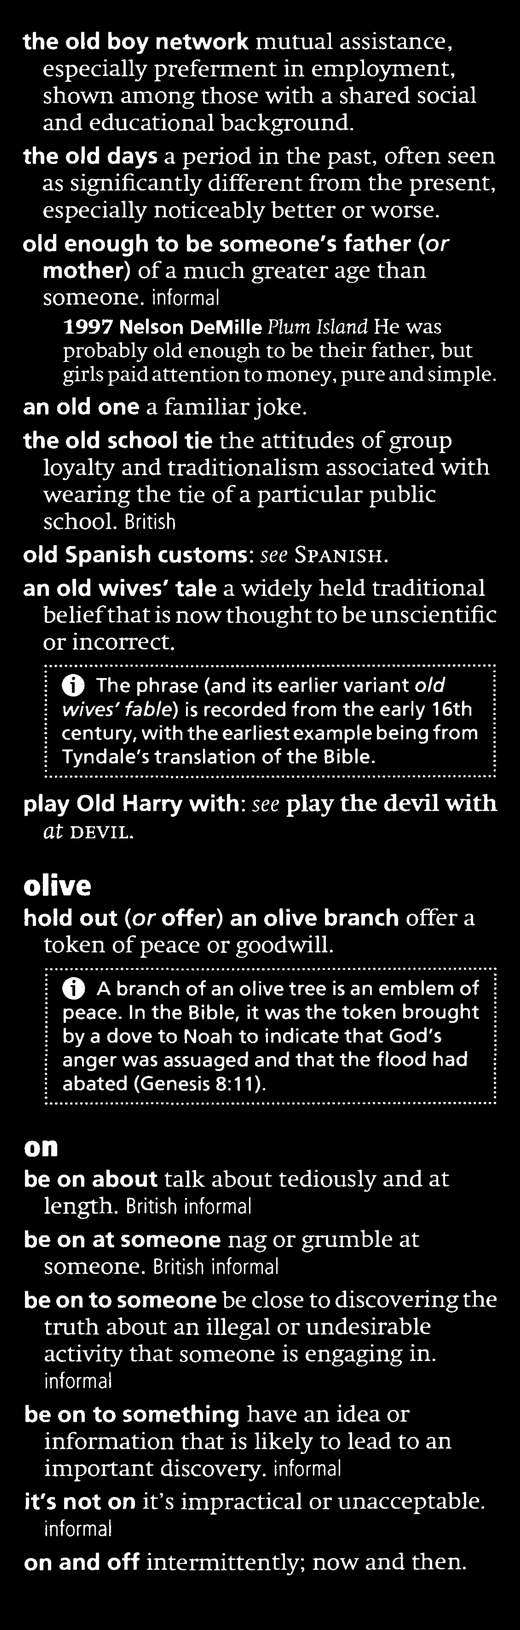 the old boy network mutual assistance,
especially preferment in employment,
shown among those with a shared social
and educational background.
the old days a period in the past, often seen
as significantly different from the present,
especially noticeably better or worse.
old enough to be someone's father (or
mother) of a much greater age than
someone. informal
1997 Nelson DeMille Plum Island He was
probably old enough to be their father, but
girls paid attention to money, pure and simple.
an old one a familiar joke.
the old school tie the attitudes of group
loyalty and traditionalism associated with
wearing the tie of a particular public
school. British
old Spanish customs: see SPANISH.
an old wives' tale a widely held traditional
belief that is now thought to be unscientific
or incorrect.
i The phrase (and its earlier variant old
wives' fable) is recorded from the early 16th
century, with the earliest example being from
Tyndale's translation of the Bible.
play Old Harry with: see play the devil with
at DEVIL.
olive
hold out (or offer) an olive branch offer a
token of peace or goodwill.
i A branch of an olive tree is an emblem of
peace. In the Bible, it was the token brought
by a dove to Noah to indicate that God's
anger was assuaged and that the flood had
abated (Genesis 8:11).
on
be on about talk about tediously and at
length. British informal
be on at someone nag or grumble at
someone. British informal
be on to someone be close to discovering the
truth about an illegal or undesirable
activity that someone is engaging in.
informal
be on to something have an idea or
information that is likely to lead to an
important discovery. informal
it's not on it's impractical or unacceptable.
informal
on and off intermittently; now and then.